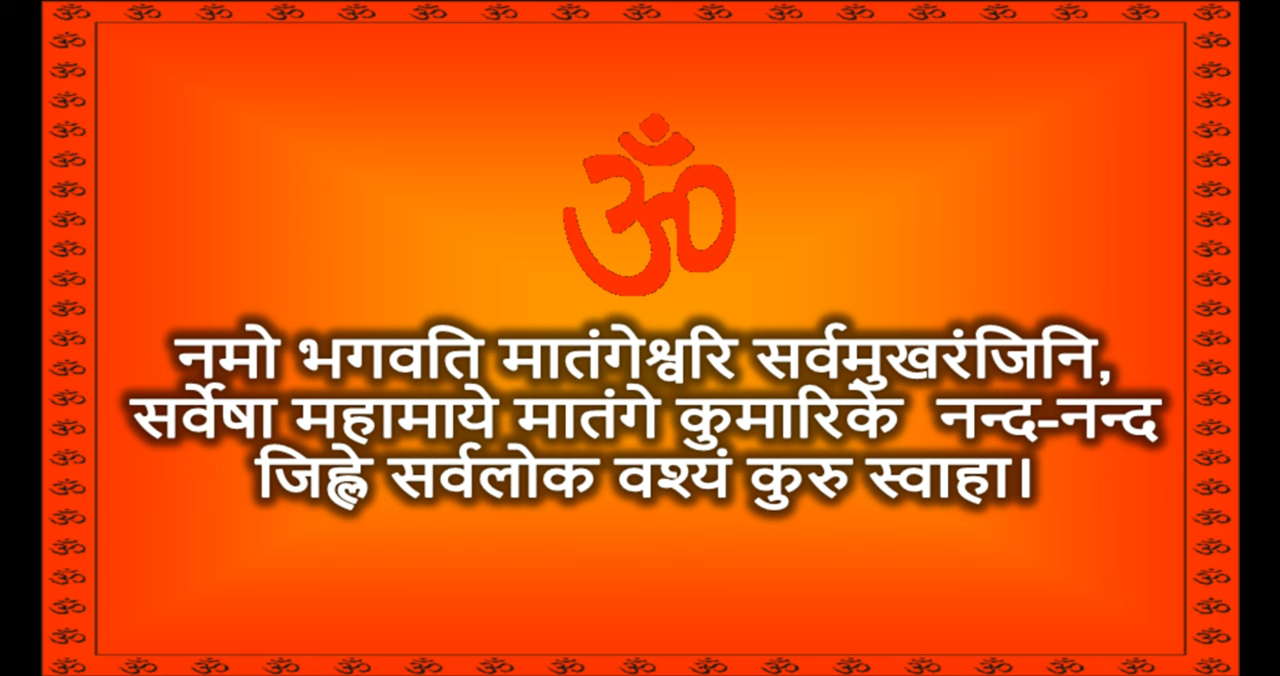 ॐ
नमो भगवति मातंगेश्वरि सर्वमुखरंजिनि,
सर्वेषा महामाये मातंगे कुमारिके नन्द-नन्द
जिह्ले सर्वलोक वश्यं कुरु स्वाहा।